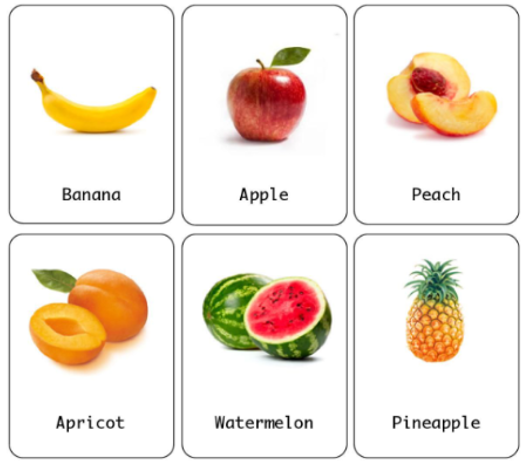 Banana
Apple
Peach
Apricot
Watermelon
Pineapple